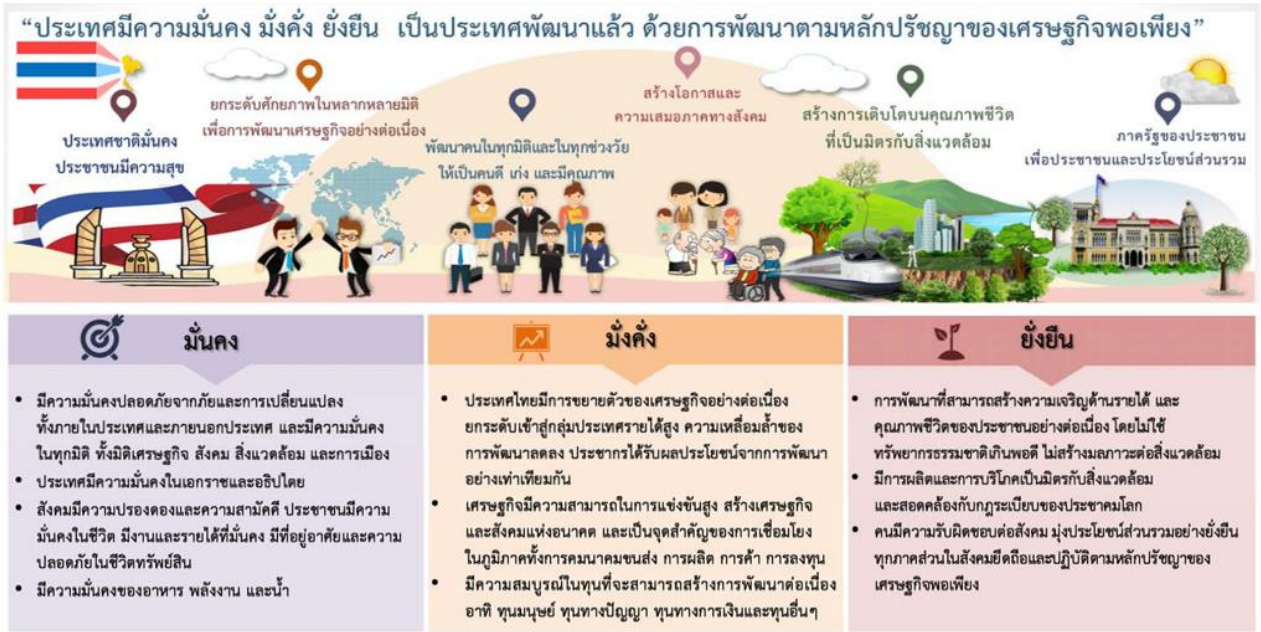 “ประเทศมีความมั่นคง มั่งคั่ง ยั่งยืน เป็นประเทศพัฒนาแล้ว ด้วยการพัฒนาตามหลักปรัชญาของเศรษฐกิจพอเพียง”
ประเทศชาติมั่นคง
ประชาชนมีความสุข
ยกระดับศักยภาพในหลากหลายมิติ
เพื่อการพัฒนาเศรษฐกิจอย่างต่อเนื่อง
พัฒนาคนในทุกมิติและในทุกช่วงวัย
ให้เป็นคนดี เก่ง และมีคุณภาพ
สร้างโอกาสและ
ความเสมอภาคทางสังคม
สร้างการเติบโตบนคุณภาพชีวิต
ที่เป็นมิตรกับสิ่งแวดล้อม
ภาครัฐของประชาชน
เพื่อประชาชนและประโยชน์ส่วนรวม
มั่นคง
• มีความมั่นคงปลอดภัยจากภัยและการเปลี่ยนแปลง
ทั้งภายในประเทศและภายนอกประเทศ และมีความมั่นคง
ในทุกมิติ ทั้งมิติเศรษฐกิจ สังคม สิ่งแวดล้อม และการเมือง
• ประเทศมีความมั่นคงในเอกราชและอธิปไตย
• สังคมมีความปรองดองและความสามัคคี ประชาชนมีความ
มั่นคงในชีวิต มีงานและรายได้ที่มั่นคง มีที่อยู่อาศัยและความ
ปลอดภัยในชีวิตทรัพย์สิน
• มีความมั่นคงของอาหาร พลังงาน และน้ำ
มั่งคั่ง
• ประเทศไทยมีการขยายตัวของเศรษฐกิจอย่างต่อเนื่อง
ยกระดับเข้าสู่กลุ่มประเทศรายได้สูง ความเหลื่อมล้ำของ
การพัฒนาลดลง ประชากรได้รับผลประโยชน์จากการพัฒนา
อย่างเท่าเทียมกัน
• เศรษฐกิจมีความสามารถในการแข่งขันสูง สร้างเศรษฐกิจ
และสังคมแห่งอนาคต และเป็นจุดสำคัญของการเชื่อมโยง
ในภูมิภาคทั้งการคมนาคมขนส่ง การผลิต การค้า การลงทุน
• มีความสมบูรณ์ในทุนที่จะสามารถสร้างการพัฒนาต่อเนื่อง
อาทิ ทุนมนุษย์ ทุนทางปัญญา ทุนทางการเงินและทุนอื่นๆ
ยั่งยืน
• การพัฒนาที่สามารถสร้างความเจริญด้านรายได้ และ
คุณภาพชีวิตของประชาชนอย่างต่อเนื่อง โดยไม่ใช้
ทรัพยากรธรรมชาติเกินพอดี ไม่สร้างมลภาวะต่อสิ่งแวดล้อม
• มีการผลิตและการบริโภคเป็นมิตรกับสิ่งแวดล้อม
และสอดคล้องกับกฎระเบียบของประชาคมโลก
• คนมีความรับผิดชอบต่อสังคม มุ่งประโยชน์ส่วนรวมอย่างยั่งยืน
ทุกภาคส่วนในสังคมยึดถือและปฏิบัติตามหลักปรัชญาของ
เศรษฐกิจพอเพียง